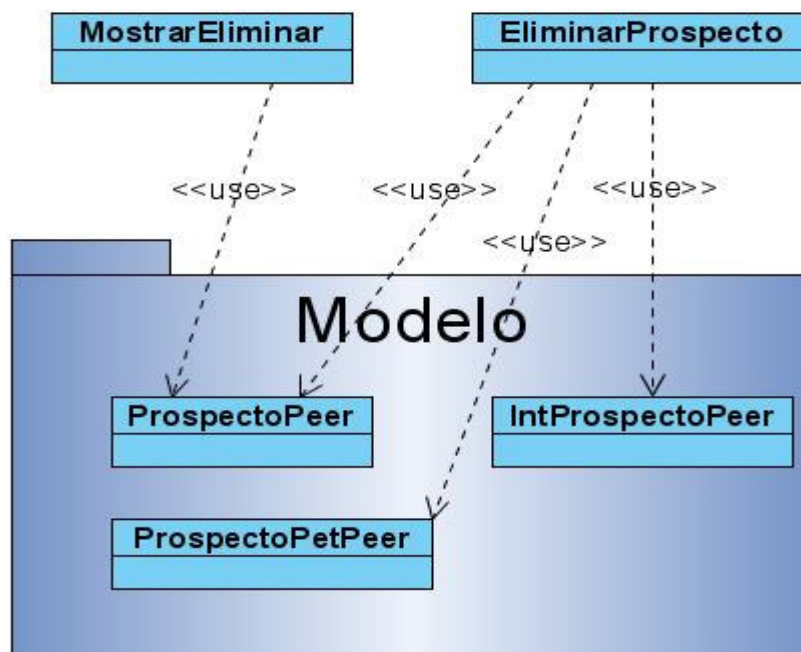 MostrarEliminar
EliminarProspecto
<<use>>
<<use>>
<<use>>
<<use>>
Modelo
ProspectoPeer
IntProspectoPeer
ProspectoPetPeer